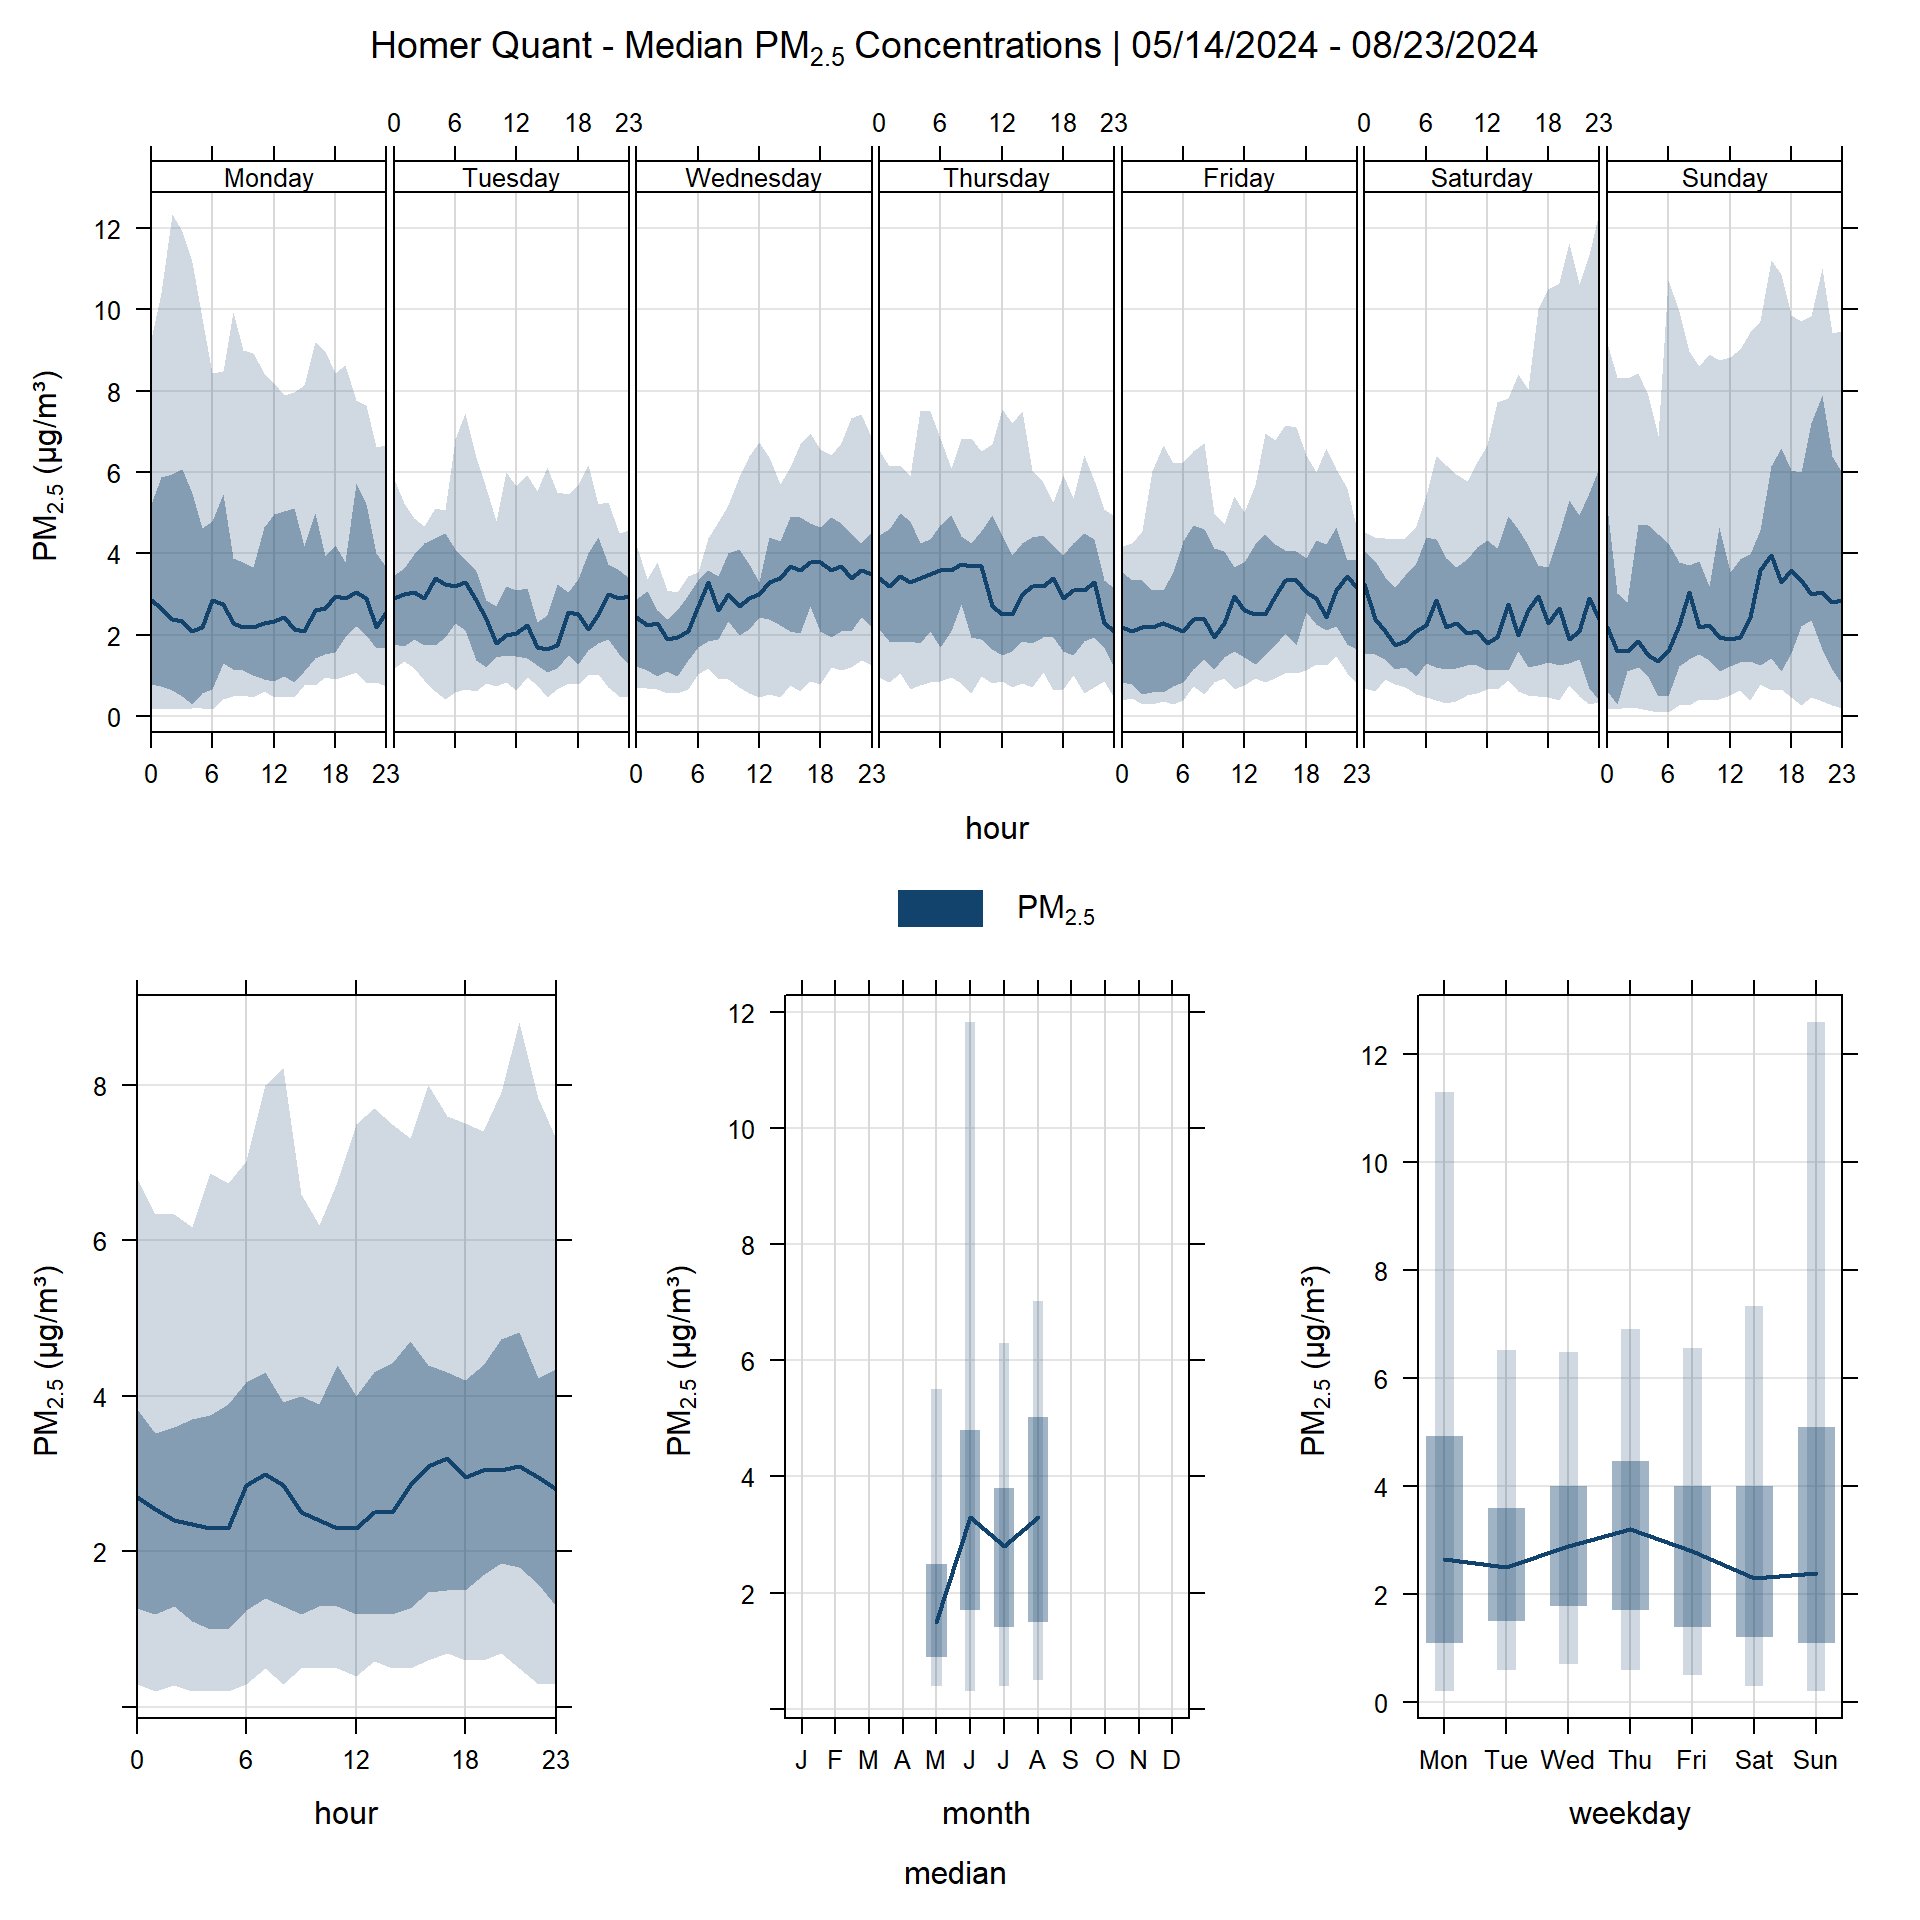 Homer Quant - Median PM2.5 Concentrations | 05/14/2024 - 08/23/2024
0 6 12 18 23 0 6 12 18 23 0 6 12 18 23
Monday Tuesday Wednesday Thursday Friday Saturday Sunday
12
10
8
6
4
2
0
PM2.5 (µg/m³)
0 6 12 18 23 0 6 12 18 23 0 6 12 18 23 0 6 12 18 23
hour
PM2.5
8
6
4
2
PM2.5 (µg/m³)
0 6 12 18 23
hour
12
10
8
6
4
2
PM2.5 (µg/m³)
J F M A M J J A S O N D
month
12
10
8
6
4
2
0
PM2.5 (µg/m³)
Mon Tue Wed Thu Fri Sat Sun
weekday
median